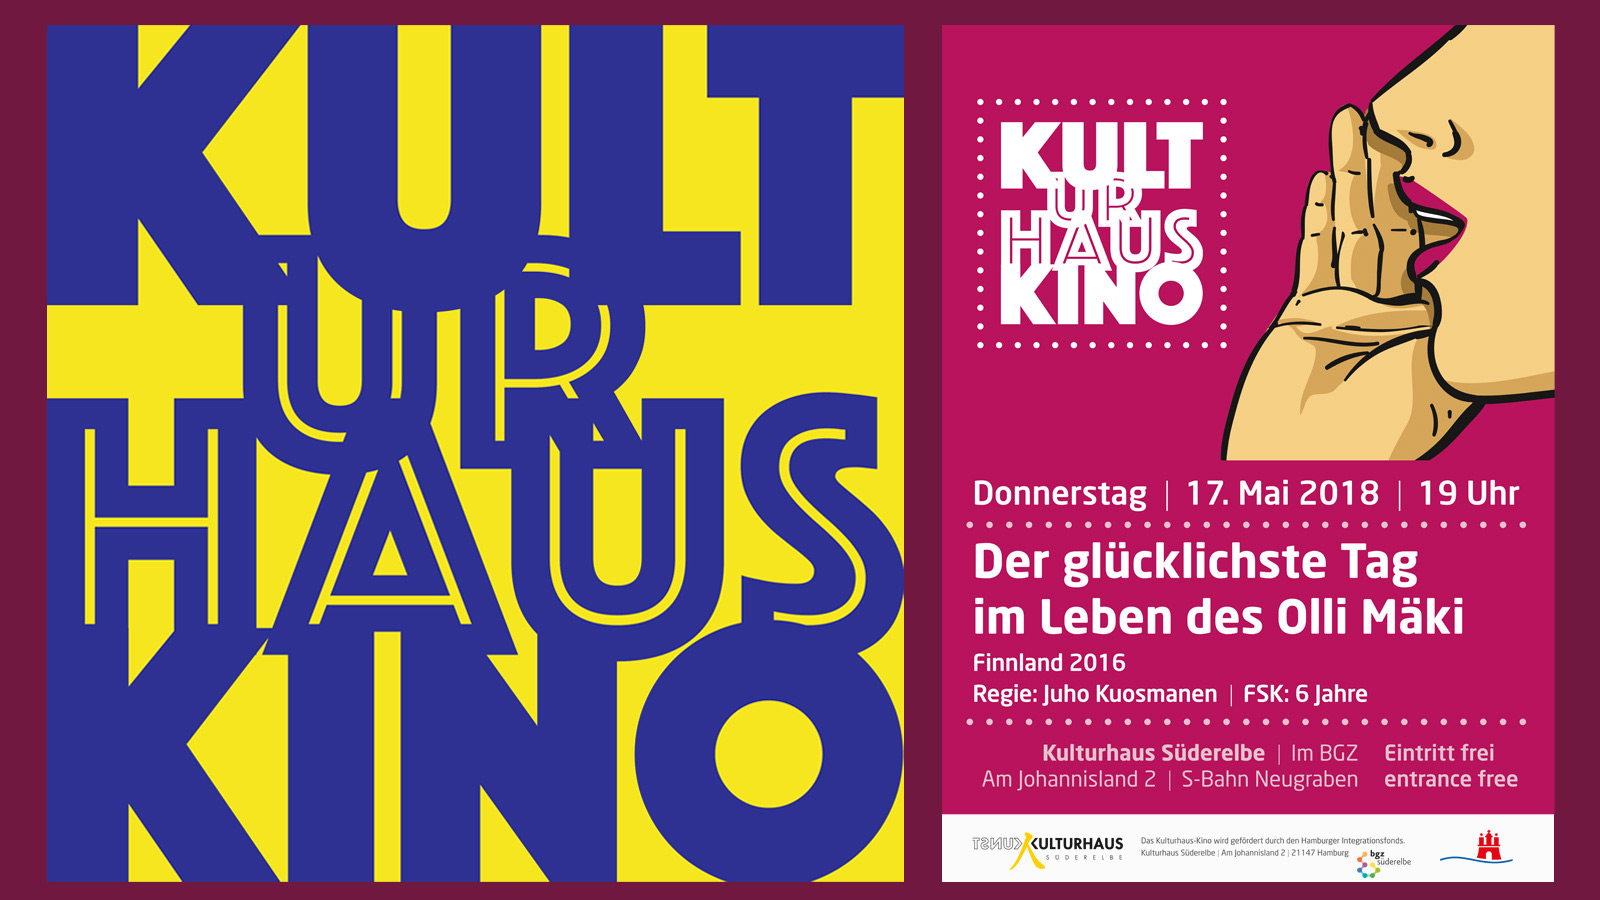 KULT
UR
HAUS
KINO
KULT
UR
HAUS
KINO
Donnerstag | 17. Mai 2018 | 19 Uhr
Der glücklichste Tag
im Leben des Olli Mäki
Finnland 2016
Regie: Juho Kuosmanen | FSK: 6 Jahre
Kulturhaus Süderelbe | Im BGZ
Am Johannisland 2 | S-Bahn Neugraben
Eintritt frei
entrance free
KUNST KULTURHAUS
SÜDERELBE
Das Kulturhaus-Kino wird gefördert durch den Hamburger Integrationsfonds.
Kulturhaus Süderelbe | Am Johannisland 2 | 21147 Hamburg
bgz
süderelbe